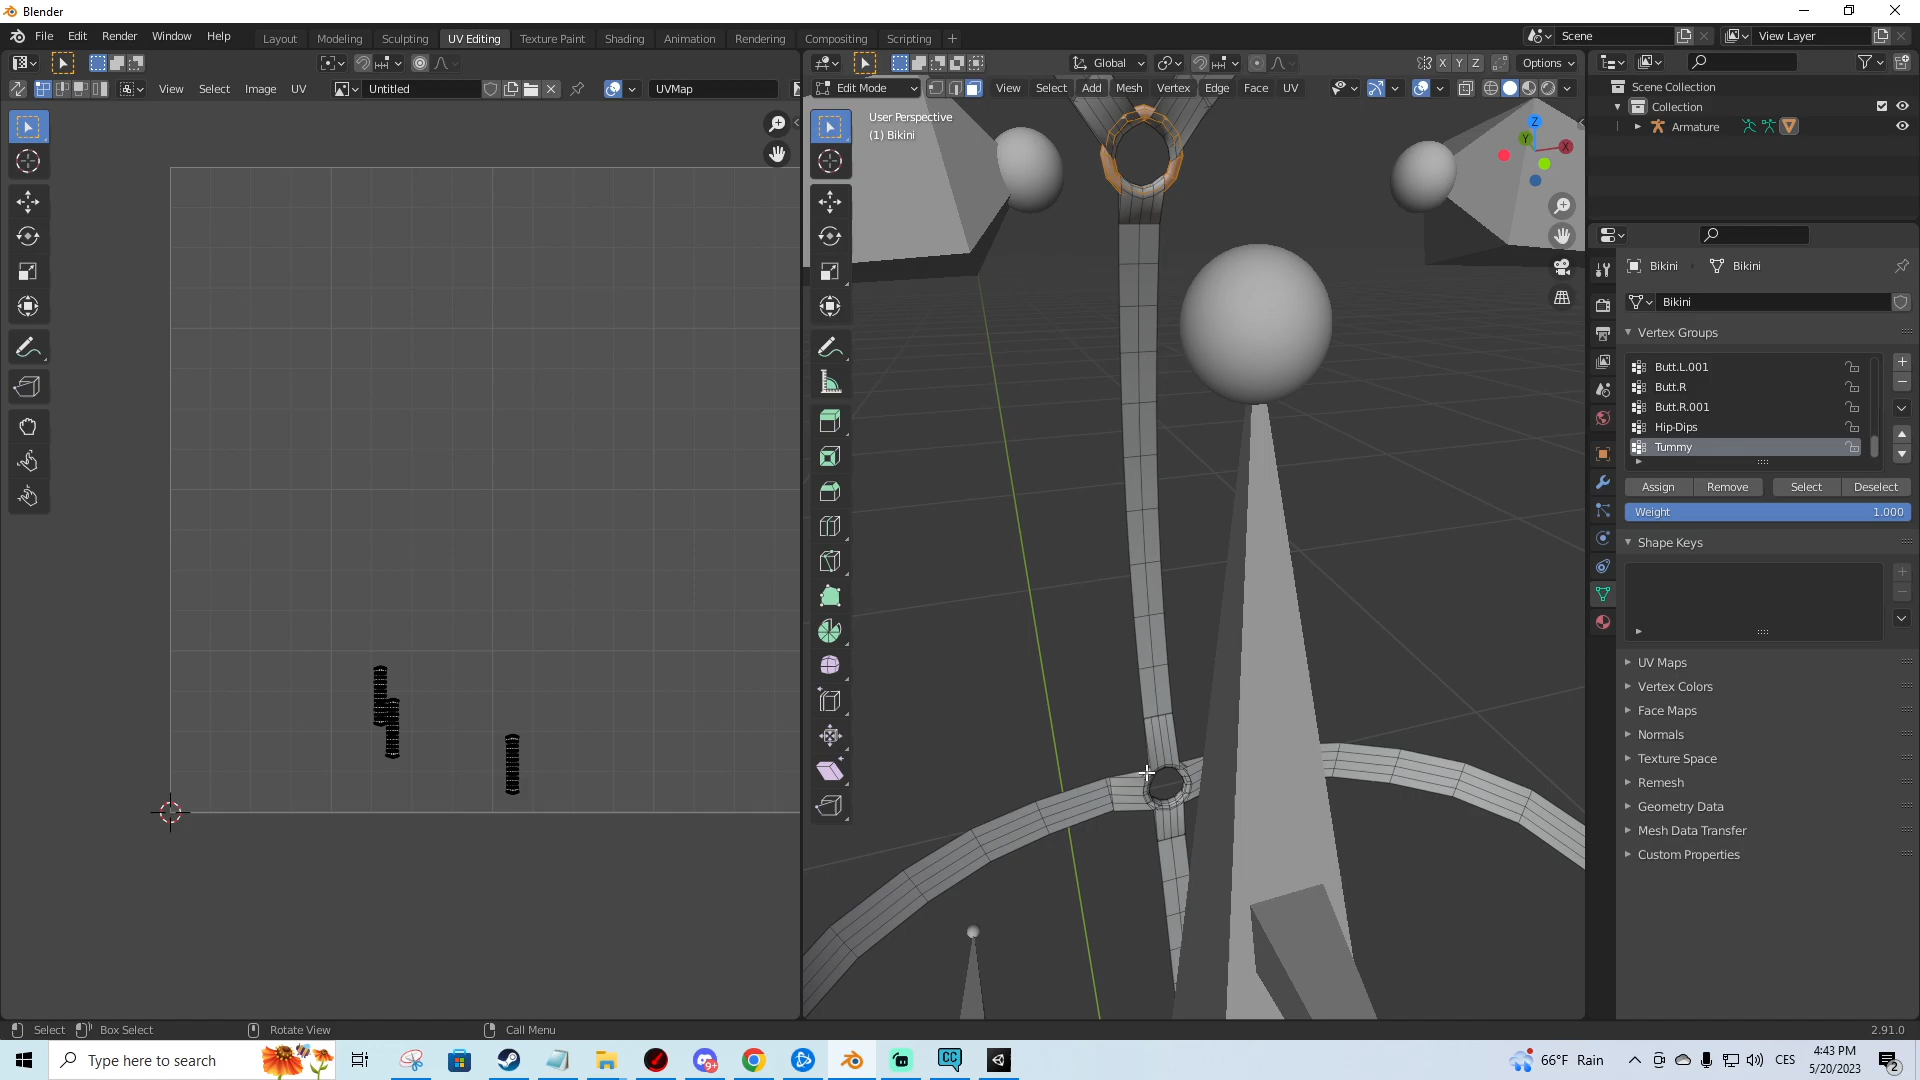 Blender
File Edit Render Window Help
Layout Modeling Sculpting UV Editing Texture Paint Shading Animation Rendering Compositing Scripting +
Scene
View Layer
Global
X Y Z
Options
View Select Image UV
Untitled
UVMap
Edit Mode
View Select Add Mesh Vertex Edge Face UV
User Perspective
(1) Bikini
Z
Y
X
Scene Collection
Collection
Armature
Bikini
Bikini
Bikini
Vertex Groups
Butt.L.001
Butt.R
Butt.R.001
Hip-Dips
Tummy
Assign Remove Select Deselect
Weight 1.000
Shape Keys
UV Maps
Vertex Colors
Face Maps
Normals
Texture Space
Remesh
Geometry Data
Mesh Data Transfer
Custom Properties
Select Box Select Rotate View Call Menu
2.91.0
Type here to search
9+
CC
66°F Rain
CES
4:43 PM
5/20/2023
2